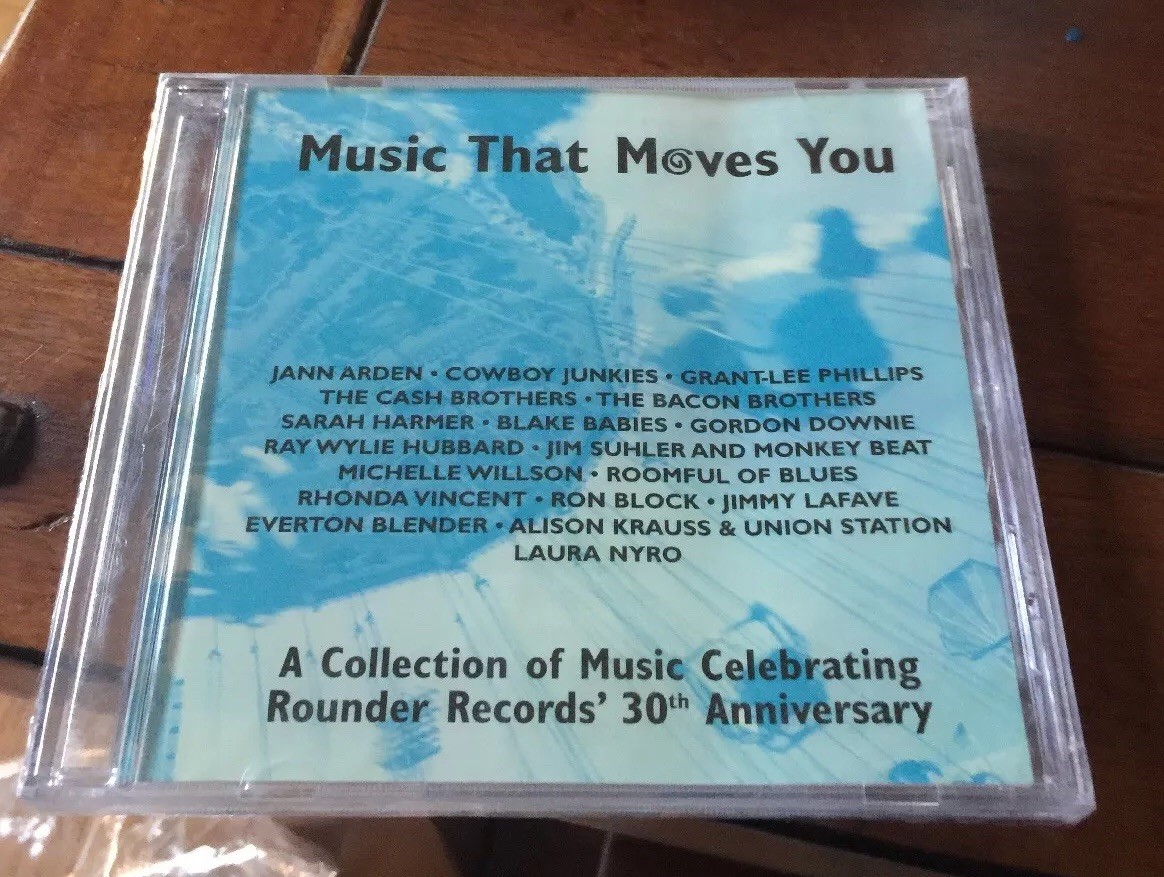 Music That Moves You
JANN ARDEN • COWBOY JUNKIES • GRANT-LEE PHILLIPS
THE CASH BROTHERS • THE BACON BROTHERS
SARAH HARMER • BLAKE BABIES • GORDON DOWNIE
RAY WYLIE HUBBARD • JIM SUHLER AND MONKEY BEAT
MICHELLE WILLSON • ROOMFUL OF BLUES
RHONDA VINCENT • RON BLOCK • JIMMY LAFAVE
EVERTON BLENDER • ALISON KRAUSS & UNION STATION
LAURA NYRO
A Collection of Music Celebrating
Rounder Records' 30th Anniversary